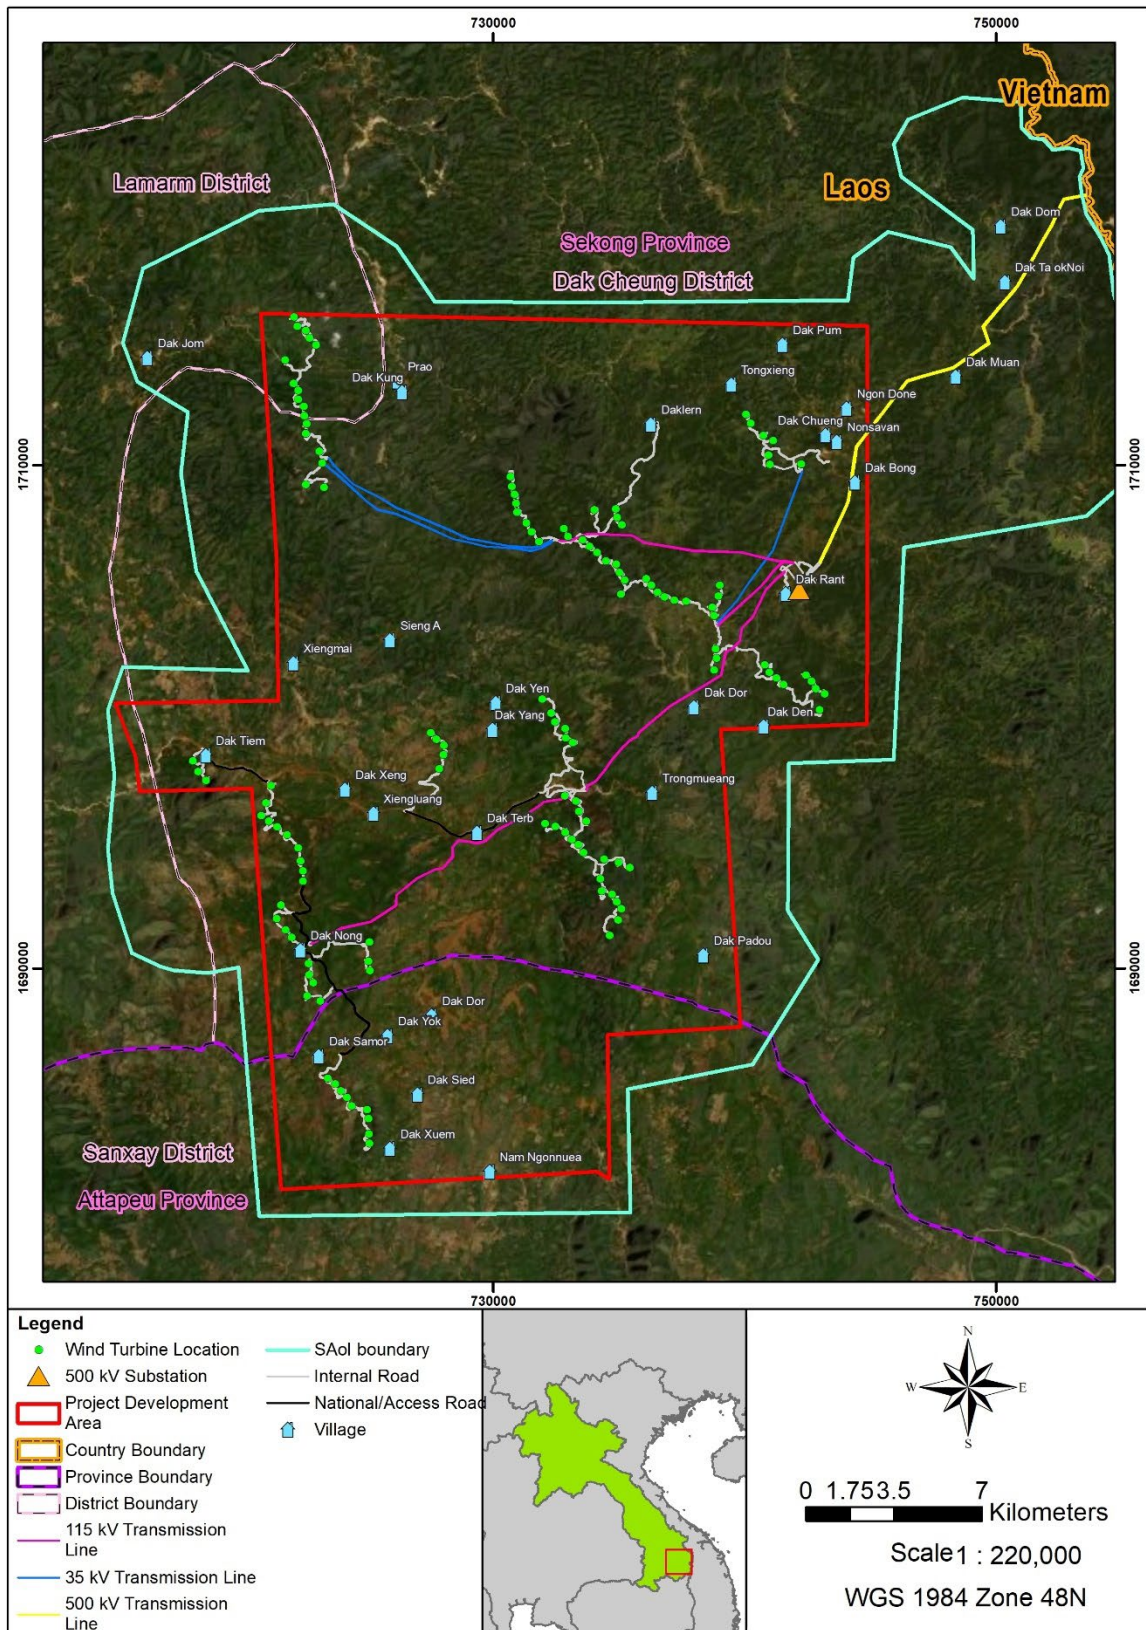 730000
750000
Vietnam
Lamarm District
Laos
Dak Dom
Sekong Province
Dak Cheung District
Dak Ta okNoi
Dak Pum
Dak Jom
Prao
Dak Kung
Dak Muan
Tongxieng
Ngon Done
Daklern
Dak Chueng
Nonsavan
1710000
1710000
Dak Bong
Dak Rant
Sieng A
Xiengmai
Dak Yen
Dak Dor
Dak Yang
Dak Den
Dak Tiem
Dak Xeng
Trongmueang
Xiengluang
Dak Terb
Dak Nong
Dak Padou
1690000
1690000
Dak Dor
Dak Yok
Dak Samor
Dak Sied
Dak Xuem
Sanxay District
Nam Ngonnuea
Attapeu Province
730000
750000
Legend
Wind Turbine Location
500 kV Substation
Project Development
Area
Country Boundary
Province Boundary
District Boundary
115 kV Transmission
Line
35 kV Transmission Line
500 kV Transmission
Line
SAoI boundary
Internal Road
National/Access Road
Village
N
W
E
S
0 1.75 3.5 7
Kilometers
Scale 1 : 220,000
WGS 1984 Zone 48N